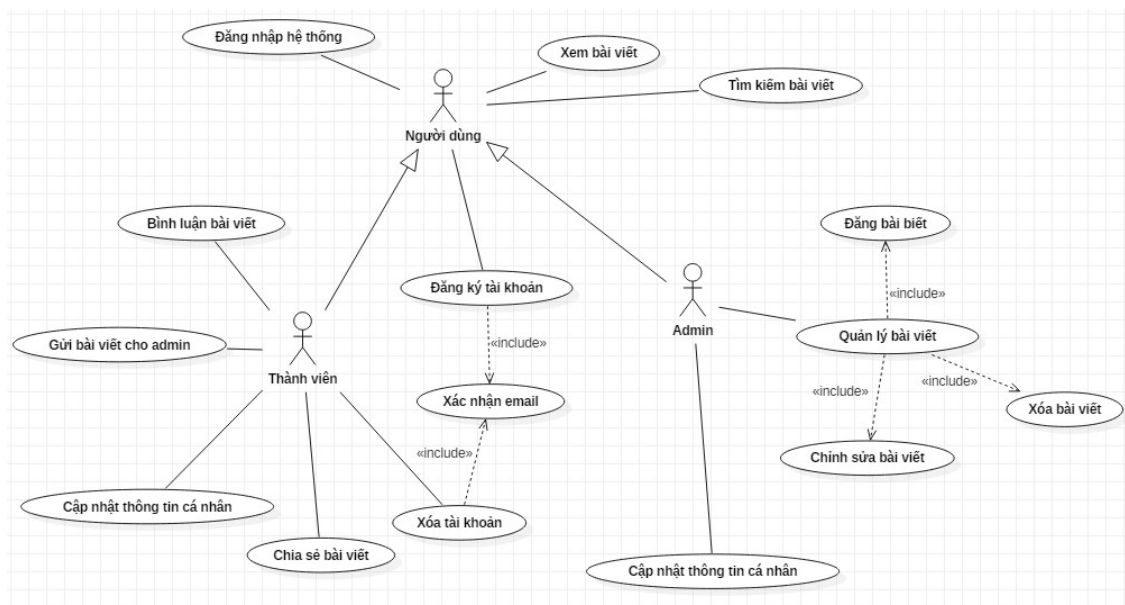 Đăng nhập hệ thống
Xem bài viết
Tìm kiếm bài viết
Người dùng
Bình luận bài viết
Đăng bài biết
Đăng ký tài khoản
«include»
Admin
Quản lý bài viết
Gửi bài viết cho admin
«include»
Thành viên
«include»
«include»
Xác nhận email
Xóa bài viết
«include»
Chỉnh sửa bài viết
Cập nhật thông tin cá nhân
Xóa tài khoản
Chia sẻ bài viết
Cập nhật thông tin cá nhân